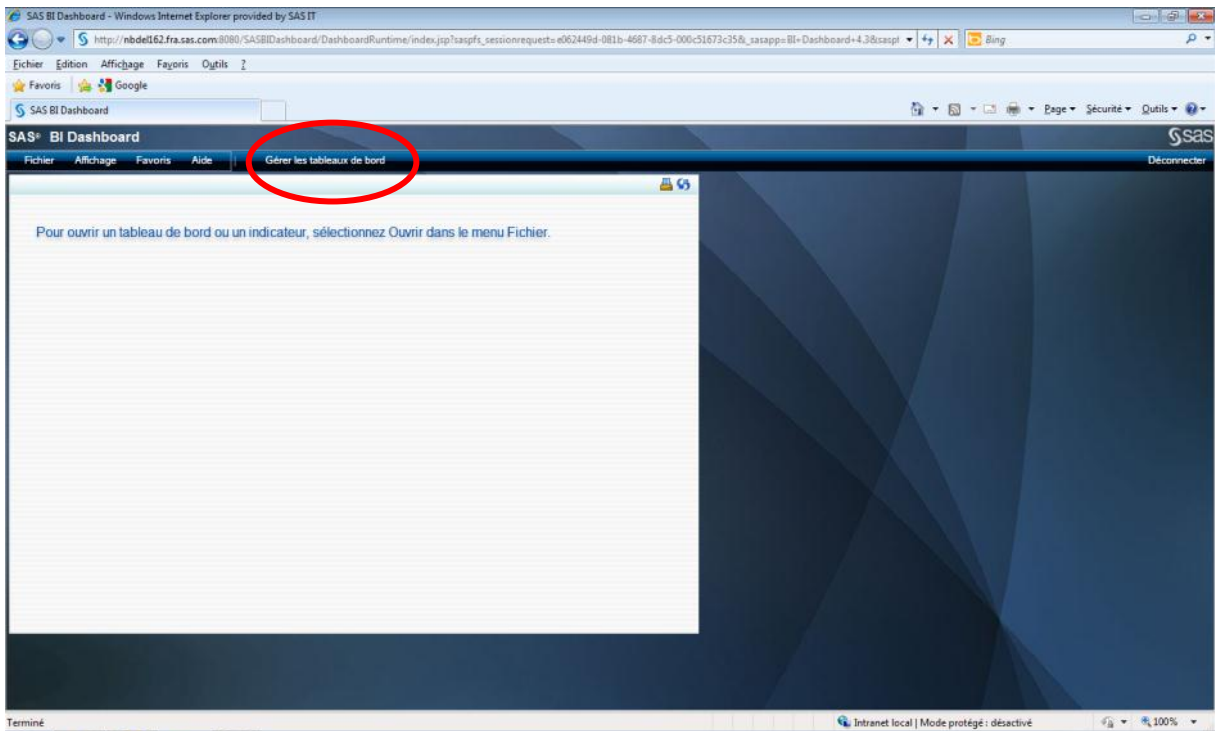 SAS BI Dashboard - Windows Internet Explorer provided by SAS IT
http://nbdel162.fra.sas.com:8080/SASBIDashboard/DashboardRuntime/index.jsp?saspfs_sessionrequest=e062449d-081b-4687-8dc5-000c51673c35&_sasapp=BI+Dashboard+4.3&saspf
Bing
Fichier Edition Affichage Favoris Outils ?
Favoris Google
SAS BI Dashboard
Page Sécurité Outils
SAS® BI Dashboard
sas
Fichier Affichage Favoris Aide Gérer les tableaux de bord Déconnecter
Pour ouvrir un tableau de bord ou un indicateur, sélectionnez Ouvrir dans le menu Fichier.
Terminé Intranet local | Mode protégé : désactivé 100%